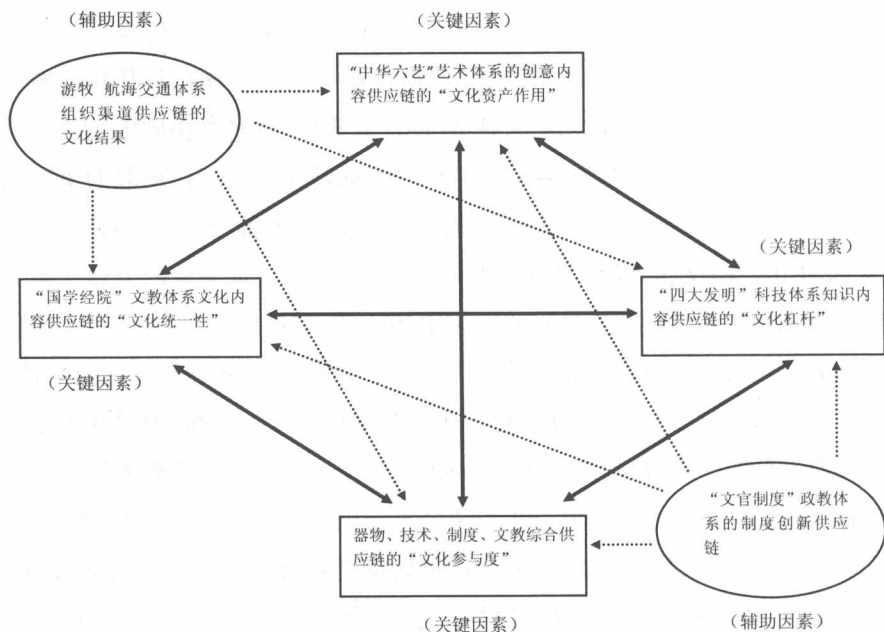 （辅助因素）
（关键因素）
“中华六艺”艺术体系的创意内
容供应链的“文化资产作用”
游牧 航海交通体系
组织渠道供应链的
文化结果
（关键因素）
“国学经院”文教体系文化内
容供应链的“文化统一性”
“四大发明”科技体系知识内
容供应链的“文化杠杆”
（关键因素）
器物、技术、制度、文教综合供
应链的“文化参与度”
“文官制度”政教体
系的制度创新供应
链
（关键因素）
（辅助因素）